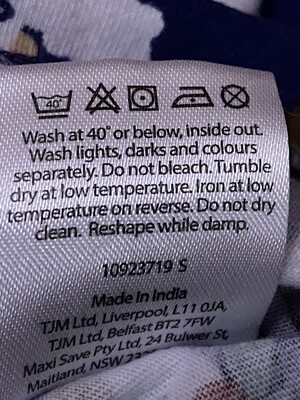 40°
Wash at 40° or below, inside out.
Wash lights, darks and colours
separately. Do not bleach. Tumble
dry at low temperature. Iron at low
temperature on reverse. Do not dry
clean. Reshape while damp.
10923719 S
Made in India
TJM Ltd, Liverpool, L11 0JA,
TJM Ltd, Belfast BT2 7FW
Maxi Save Pty Ltd, 24 Bulwer St,
Maitland, NSW